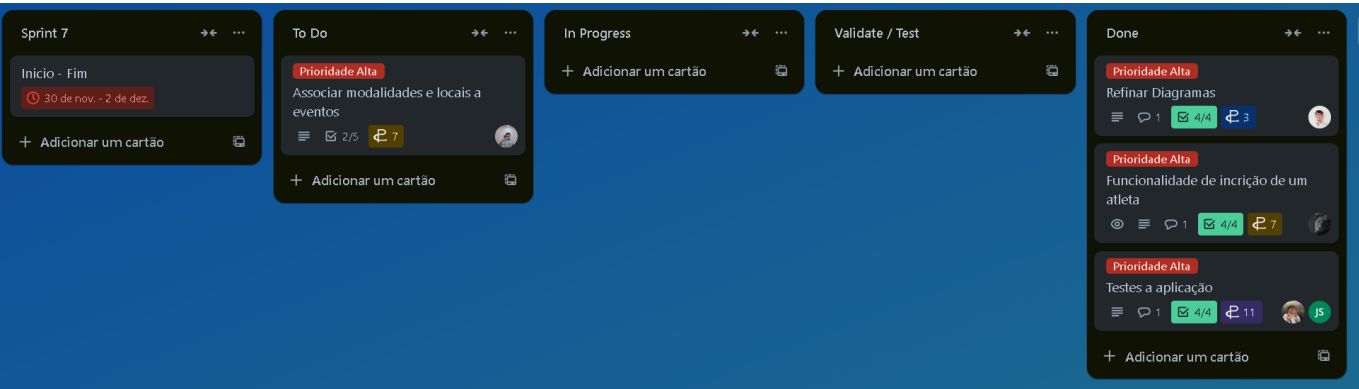 Sprint 7
Inicio - Fim
30 de nov. - 2 de dez.
Adicionar um cartão
To Do
Prioridade Alta
Associar modalidades e locais a
eventos
2/5 7
Adicionar um cartão
In Progress
Adicionar um cartão
Validate / Test
Adicionar um cartão
Done
Prioridade Alta
Refinar Diagramas
1 4/4 3
Prioridade Alta
Funcionalidade de incrição de um
atleta
1 4/4 7
Prioridade Alta
Testes a aplicação
1 4/4 11 JS
Adicionar um cartão